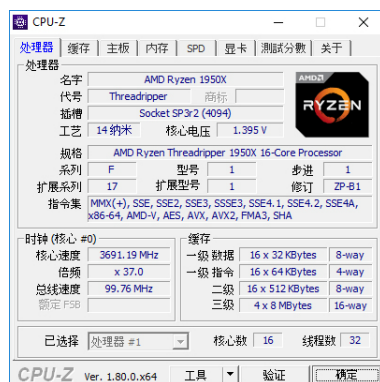 CPU-Z
处理器 缓存 主板 内存 SPD 显卡 测试分数 关于
处理器
名字 AMD Ryzen 1950X
代号 Threadripper 商标
插槽 Socket SP3r2 (4094)
工艺 14 纳米 核心电压 1.395 V
AMD
RYZEN
规格 AMD Ryzen Threadripper 1950X 16-Core Processor
系列 F 型号 1 步进 1
扩展系列 17 扩展型号 1 修订 ZP-B1
指令集 MMX(+), SSE, SSE2, SSE3, SSSE3, SSE4.1, SSE4.2, SSE4A,
x86-64, AMD-V, AES, AVX, AVX2, FMA3, SHA
时钟 (核心 #0)
核心速度 3691.19 MHz
倍频 x 37.0
总线速度 99.76 MHz
额定 FSB
缓存
一级 数据 16 x 32 KBytes 8-way
一级 指令 16 x 64 KBytes 4-way
二级 16 x 512 KBytes 8-way
三级 4 x 8 MBytes 16-way
已选择 处理器 #1 核心数 16 线程数 32
CPU-Z Ver. 1.80.0.x64 工具 验证 确定